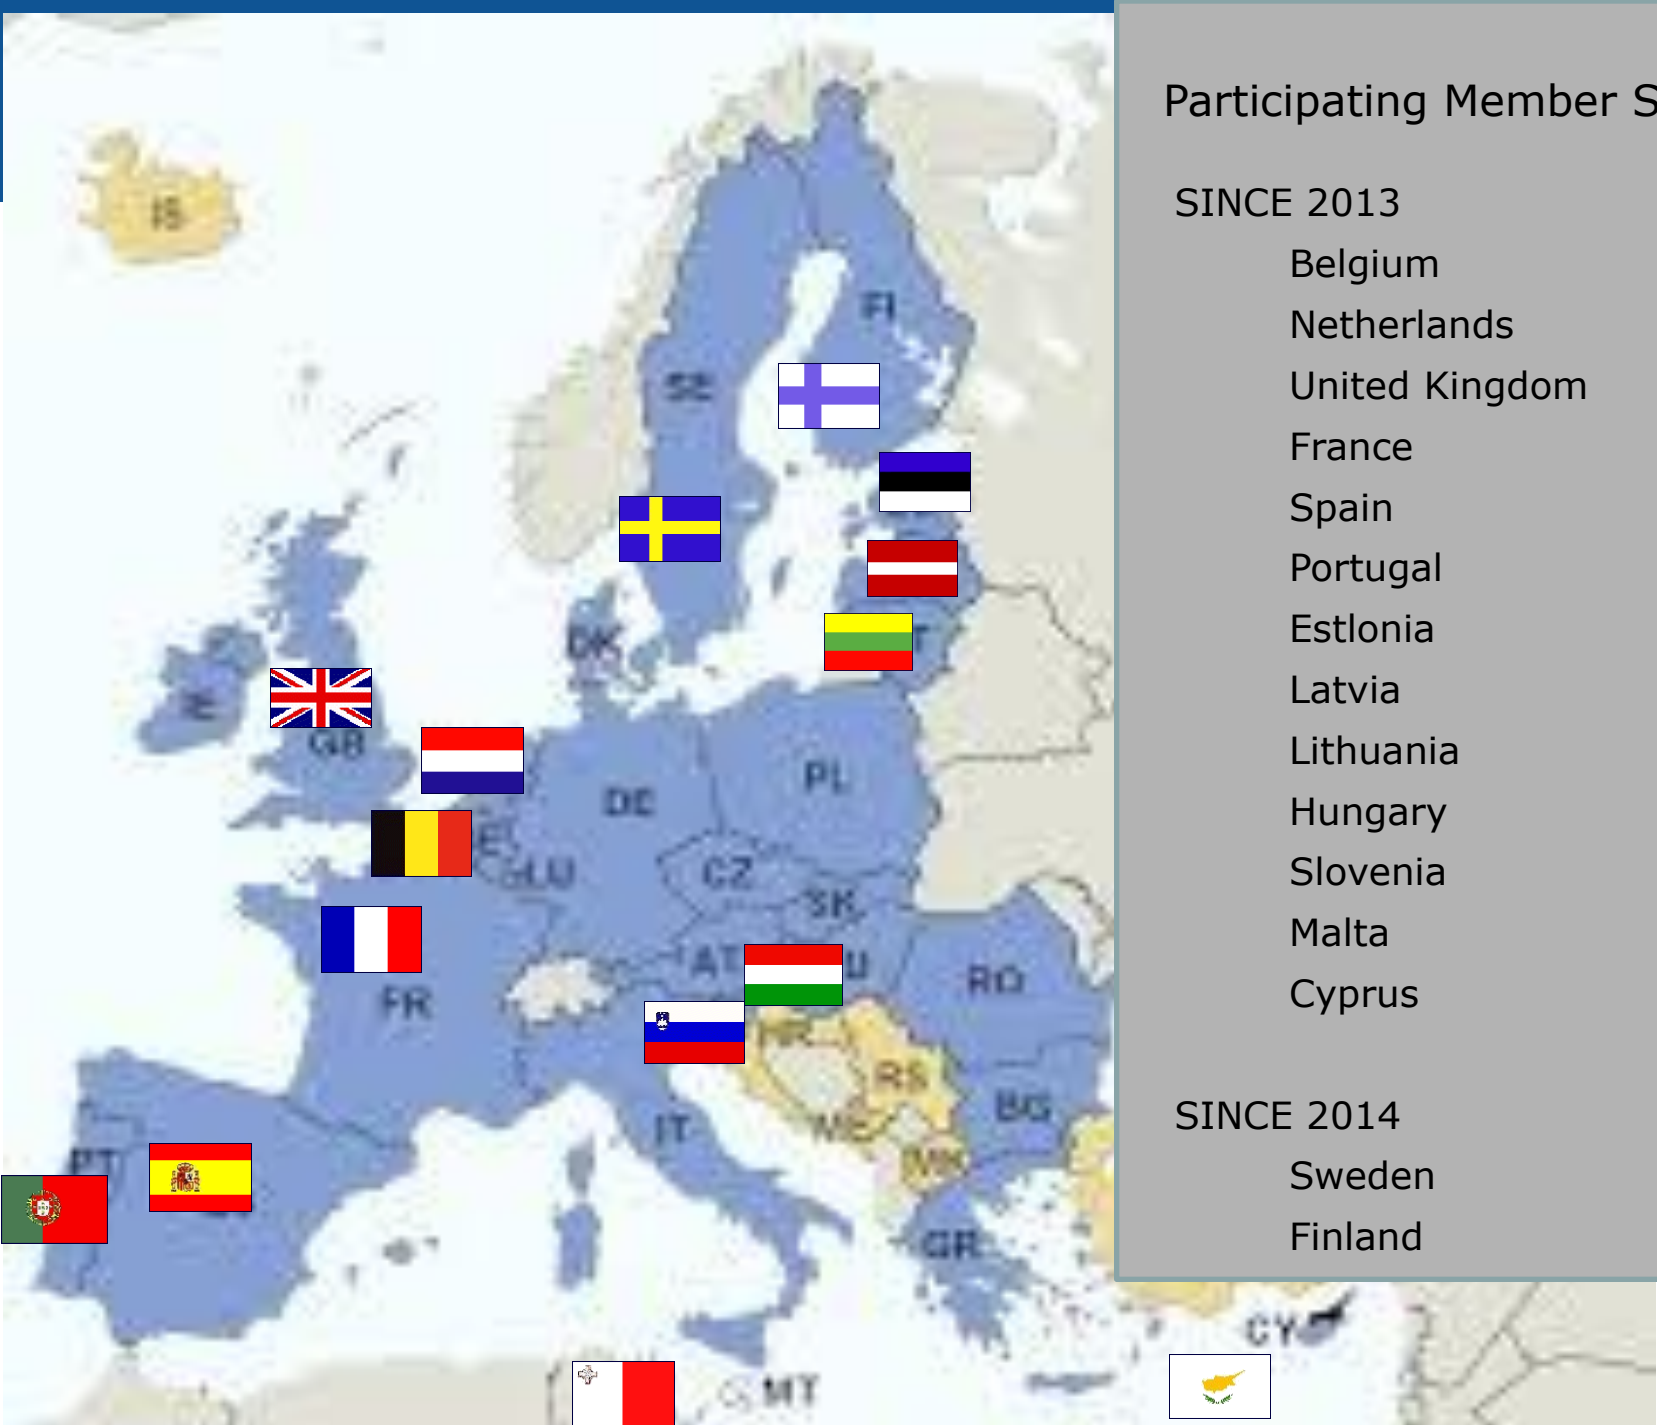 IS
FI
SE
DK
GB
PL
DE
LU
CZ
SK
AT
RO
FR
RS
BG
IT
PT
GR
CY
MT
Participating Member S
SINCE 2013
Belgium
Netherlands
United Kingdom
France
Spain
Portugal
Estlonia
Latvia
Lithuania
Hungary
Slovenia
Malta
Cyprus
SINCE 2014
Sweden
Finland